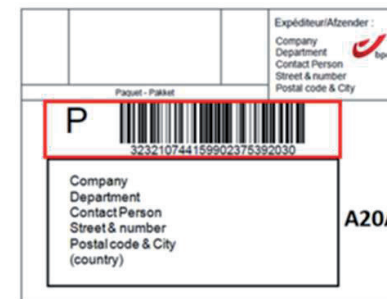 Expéditeur/Afzender :
Company
Department
Contact Person
Street & number
Postal code & City
Paquet - Pakket
P
323210744159902375392030
Company
Department
Contact Person
Street & number
Postal code & City
(country)